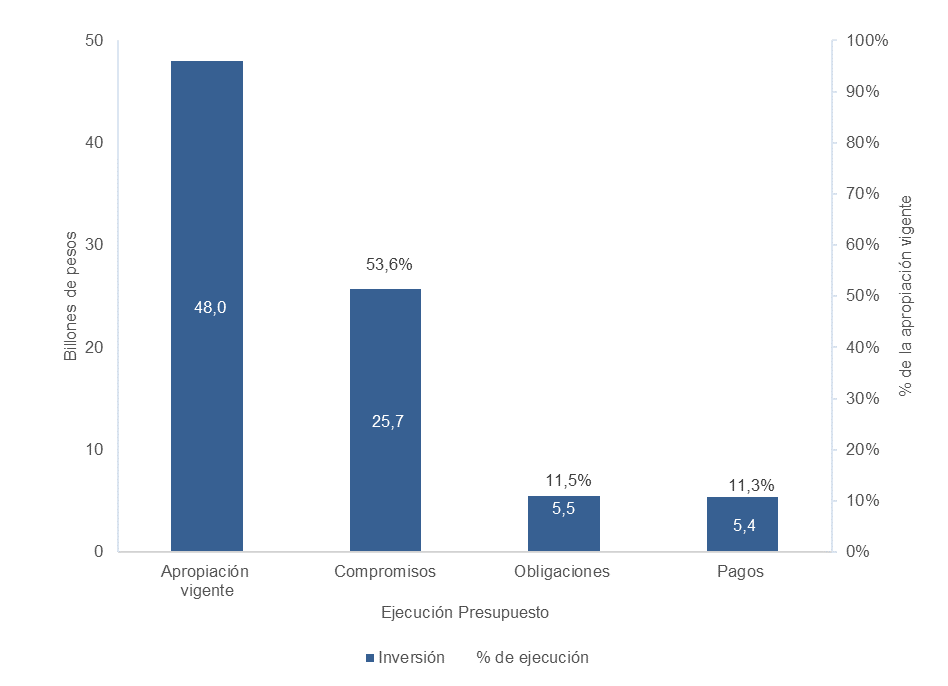 50
40
30
20
10
0
Billones de pesos
100%
90%
80%
70%
60%
50%
40%
30%
20%
10%
0%
% de la apropiación vigente
48,0
53,6%
25,7
11,5%
5,5
11,3%
5,4
Apropiación
vigente
Compromisos
Obligaciones
Pagos
Ejecución Presupuesto
Inversión
% de ejecución